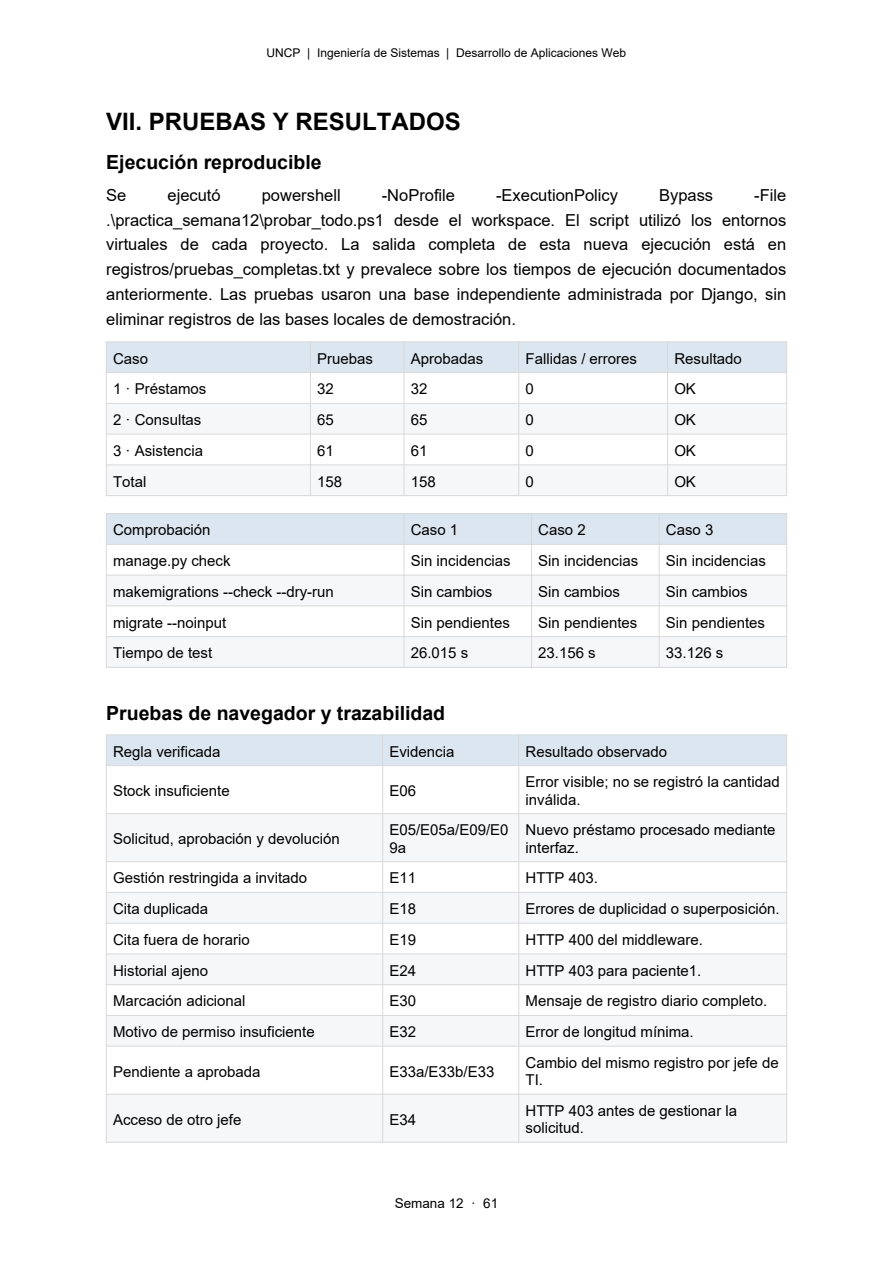 UNCP | Ingeniería de Sistemas | Desarrollo de Aplicaciones Web
VII. PRUEBAS Y RESULTADOS
Ejecución reproducible
Se ejecutó powershell -NoProfile -ExecutionPolicy Bypass -File
.\practica_semana12\probar_todo.ps1 desde el workspace. El script utilizó los entornos
virtuales de cada proyecto. La salida completa de esta nueva ejecución está en
registros/pruebas_completas.txt y prevalece sobre los tiempos de ejecución documentados
anteriormente. Las pruebas usaron una base independiente administrada por Django, sin
eliminar registros de las bases locales de demostración.
Caso Pruebas Aprobadas Fallidas / errores Resultado
1 · Préstamos 32 32 0 OK
2 · Consultas 65 65 0 OK
3 · Asistencia 61 61 0 OK
Total 158 158 0 OK
Comprobación Caso 1 Caso 2 Caso 3
manage.py check Sin incidencias Sin incidencias Sin incidencias
makemigrations --check --dry-run Sin cambios Sin cambios Sin cambios
migrate --noinput Sin pendientes Sin pendientes Sin pendientes
Tiempo de test 26.015 s 23.156 s 33.126 s
Pruebas de navegador y trazabilidad
Regla verificada Evidencia Resultado observado
Stock insuficiente E06 Error visible; no se registró la cantidad
inválida.
Solicitud, aprobación y devolución E05/E05a/E09/E0 Nuevo préstamo procesado mediante
9a interfaz.
Gestión restringida a invitado E11 HTTP 403.
Cita duplicada E18 Errores de duplicidad o superposición.
Cita fuera de horario E19 HTTP 400 del middleware.
Historial ajeno E24 HTTP 403 para paciente1.
Marcación adicional E30 Mensaje de registro diario completo.
Motivo de permiso insuficiente E32 Error de longitud mínima.
Pendiente a aprobada E33a/E33b/E33 Cambio del mismo registro por jefe de
TI.
Acceso de otro jefe E34 HTTP 403 antes de gestionar la
solicitud.
Semana 12 · 61